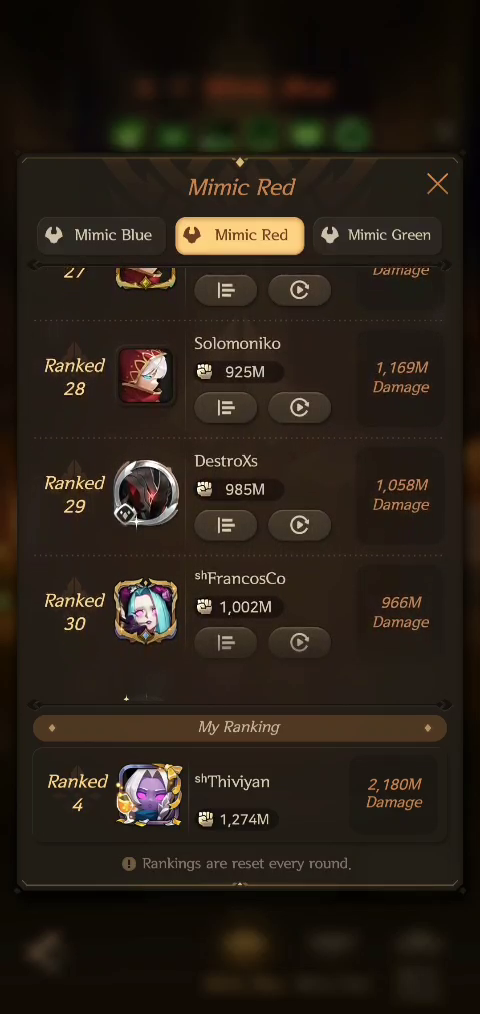 Mimic Red
Mimic Blue
Mimic Red
Mimic Green
27
Damage
Solomoniko
Ranked
28
925M
1,169M
Damage
DestroXs
Ranked
29
985M
1,058M
Damage
shFrancosCo
Ranked
30
1,002M
966M
Damage
My Ranking
shThiviyan
Ranked
4
1,274M
2,180M
Damage
Rankings are reset every round.